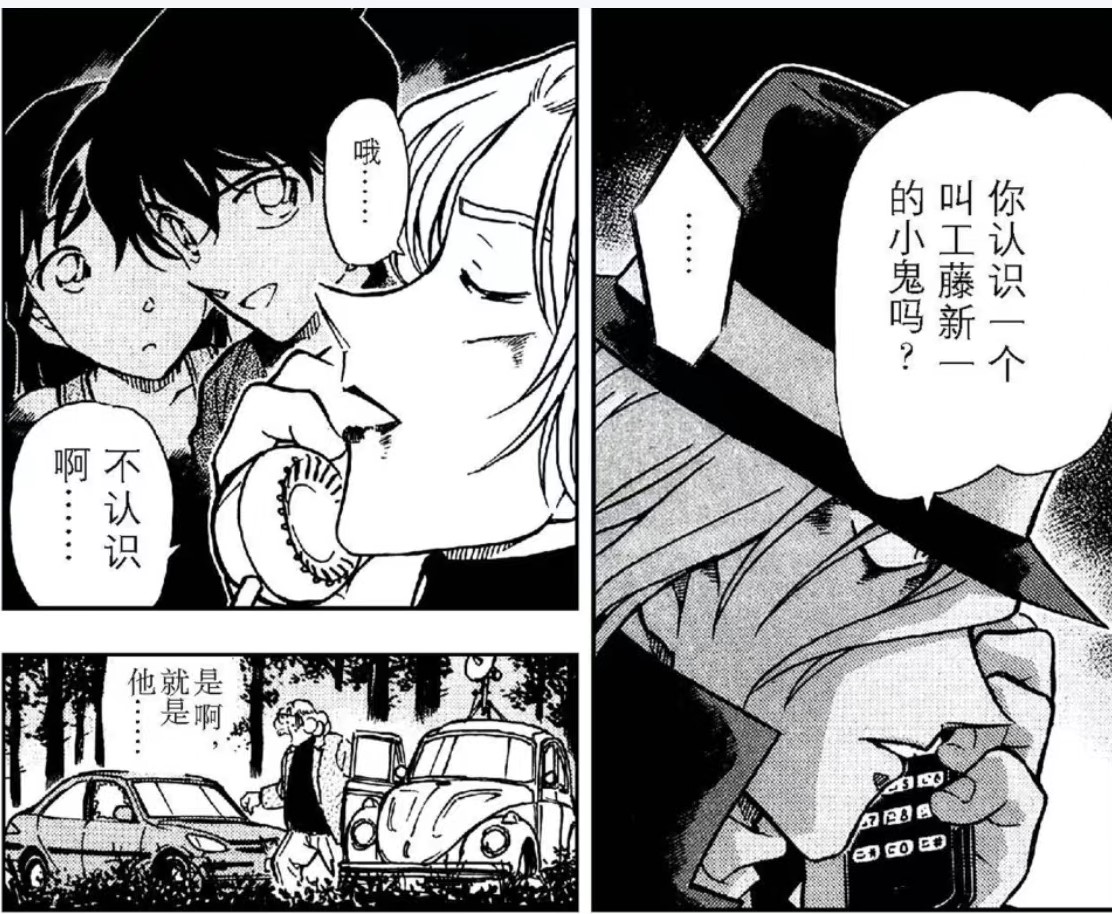 你认识一个
叫工藤新一
的小鬼吗？
……
哦……
不认识
啊……
是啊，
就是
他……